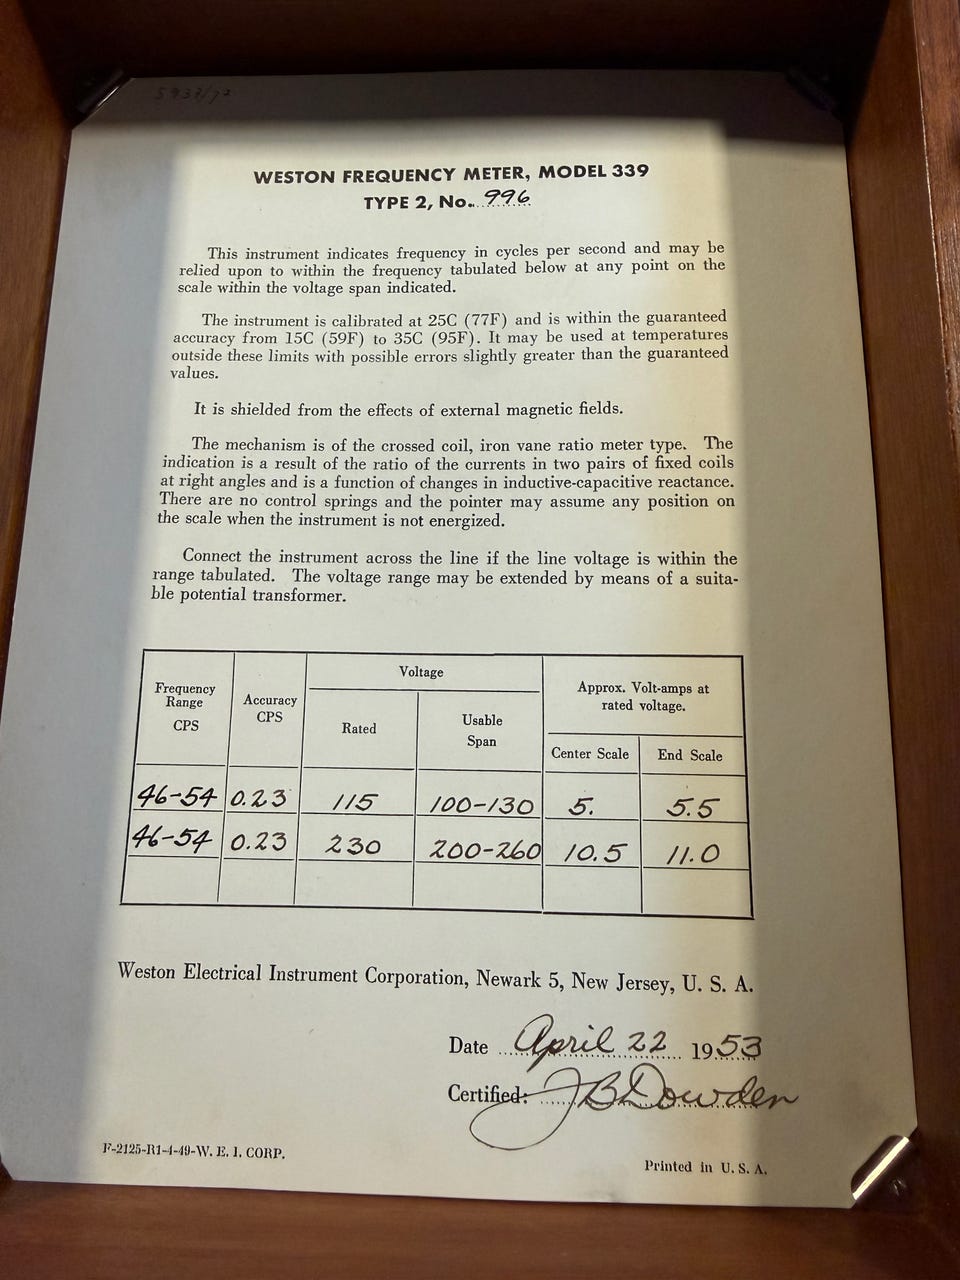 WESTON FREQUENCY METER, MODEL 339
TYPE 2, No. 996
This instrument indicates frequency in cycles per second and may be
relied upon to within the frequency tabulated below at any point on the
scale within the voltage span indicated.
The instrument is calibrated at 25C (77F) and is within the guaranteed
accuracy from 15C (59F) to 35C (95F). It may be used at temperatures
outside these limits with possible errors slightly greater than the guaranteed
values.
It is shielded from the effects of external magnetic fields.
The mechanism is of the crossed coil, iron vane ratio meter type. The
indication is a result of the ratio of the currents in two pairs of fixed coils
at right angles and is a function of changes in inductive-capacitive reactance.
There are no control springs and the pointer may assume any position on
the scale when the instrument is not energized.
Connect the instrument across the line if the line voltage is within the
range tabulated. The voltage range may be extended by means of a suita-
ble potential transformer.
Frequency
Range
CPS
Accuracy
CPS
Voltage
Rated
Usable
Span
Approx. Volt-amps at
rated voltage.
Center Scale
End Scale
46-54 0.23 115 100-130 5. 5.5
46-54 0.23 230 200-260 10.5 11.0
Weston Electrical Instrument Corporation, Newark 5, New Jersey, U. S. A.
Date April 22 1953
Certified: J B Dowden
F-2125-R1-4-49-W. E. I. CORP.
Printed in U. S. A.